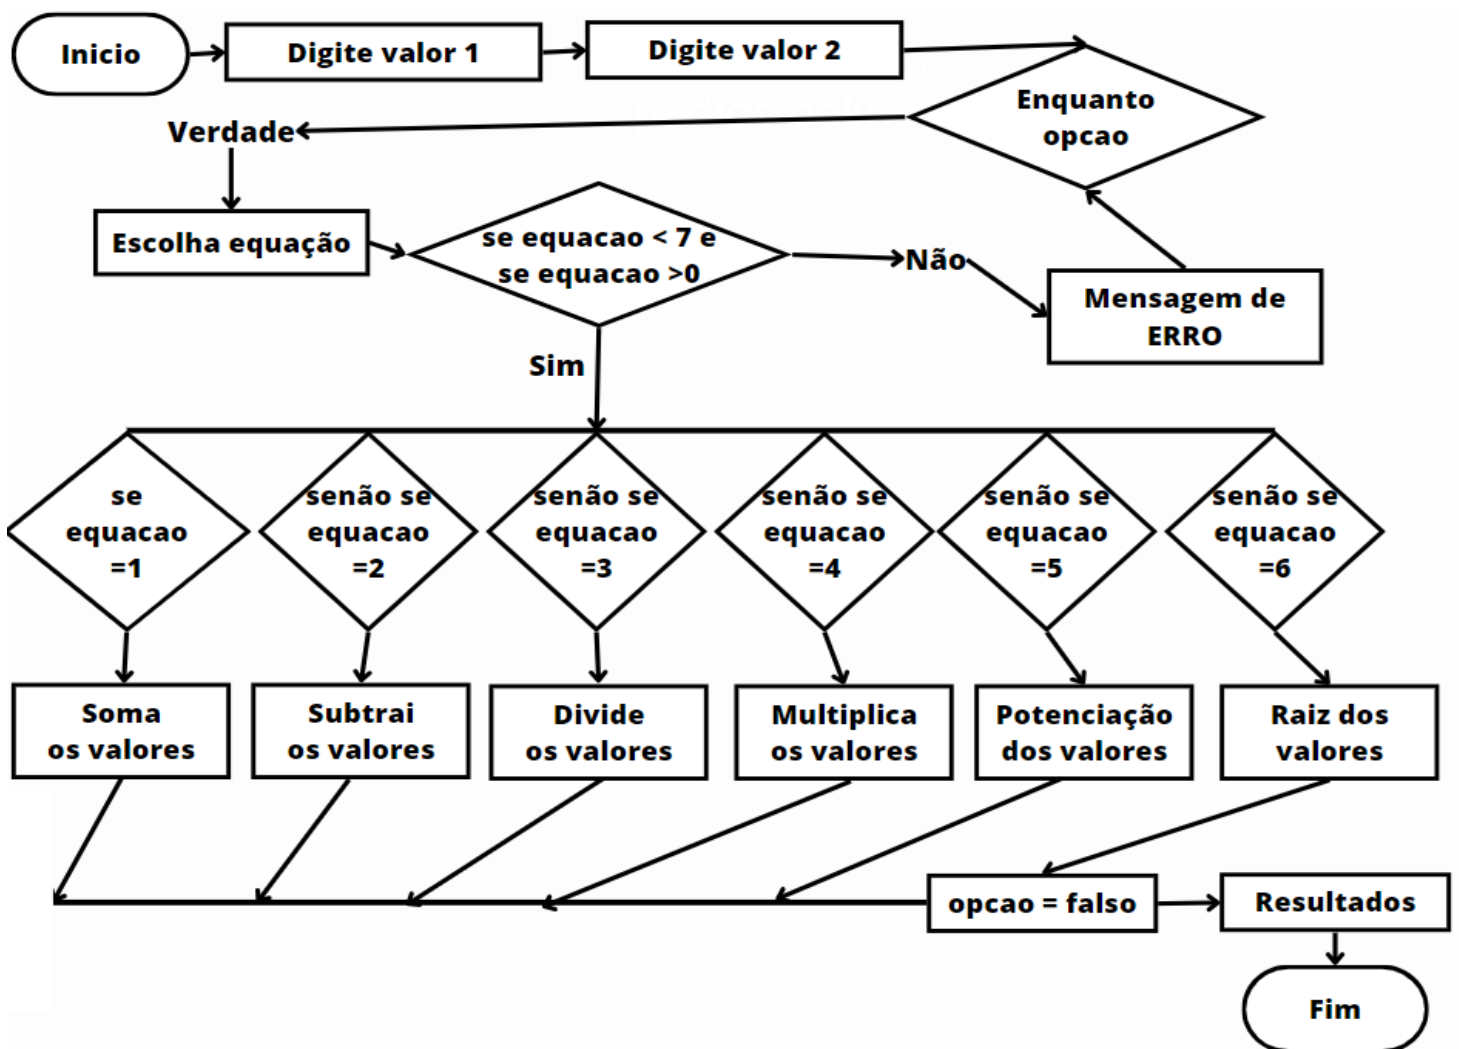 Inicio
Digite valor 1
Digite valor 2
Enquanto
opcao
Verdade
Escolha equação
se equacao < 7 e
se equacao >0
Não
Mensagem de
ERRO
Sim
se
equacao
=1
senão se
equacao
=2
senão se
equacao
=3
senão se
equacao
=4
senão se
equacao
=5
senão se
equacao
=6
Soma
os valores
Subtrai
os valores
Divide
os valores
Multiplica
os valores
Potenciação
dos valores
Raiz dos
valores
opcao = falso
Resultados
Fim